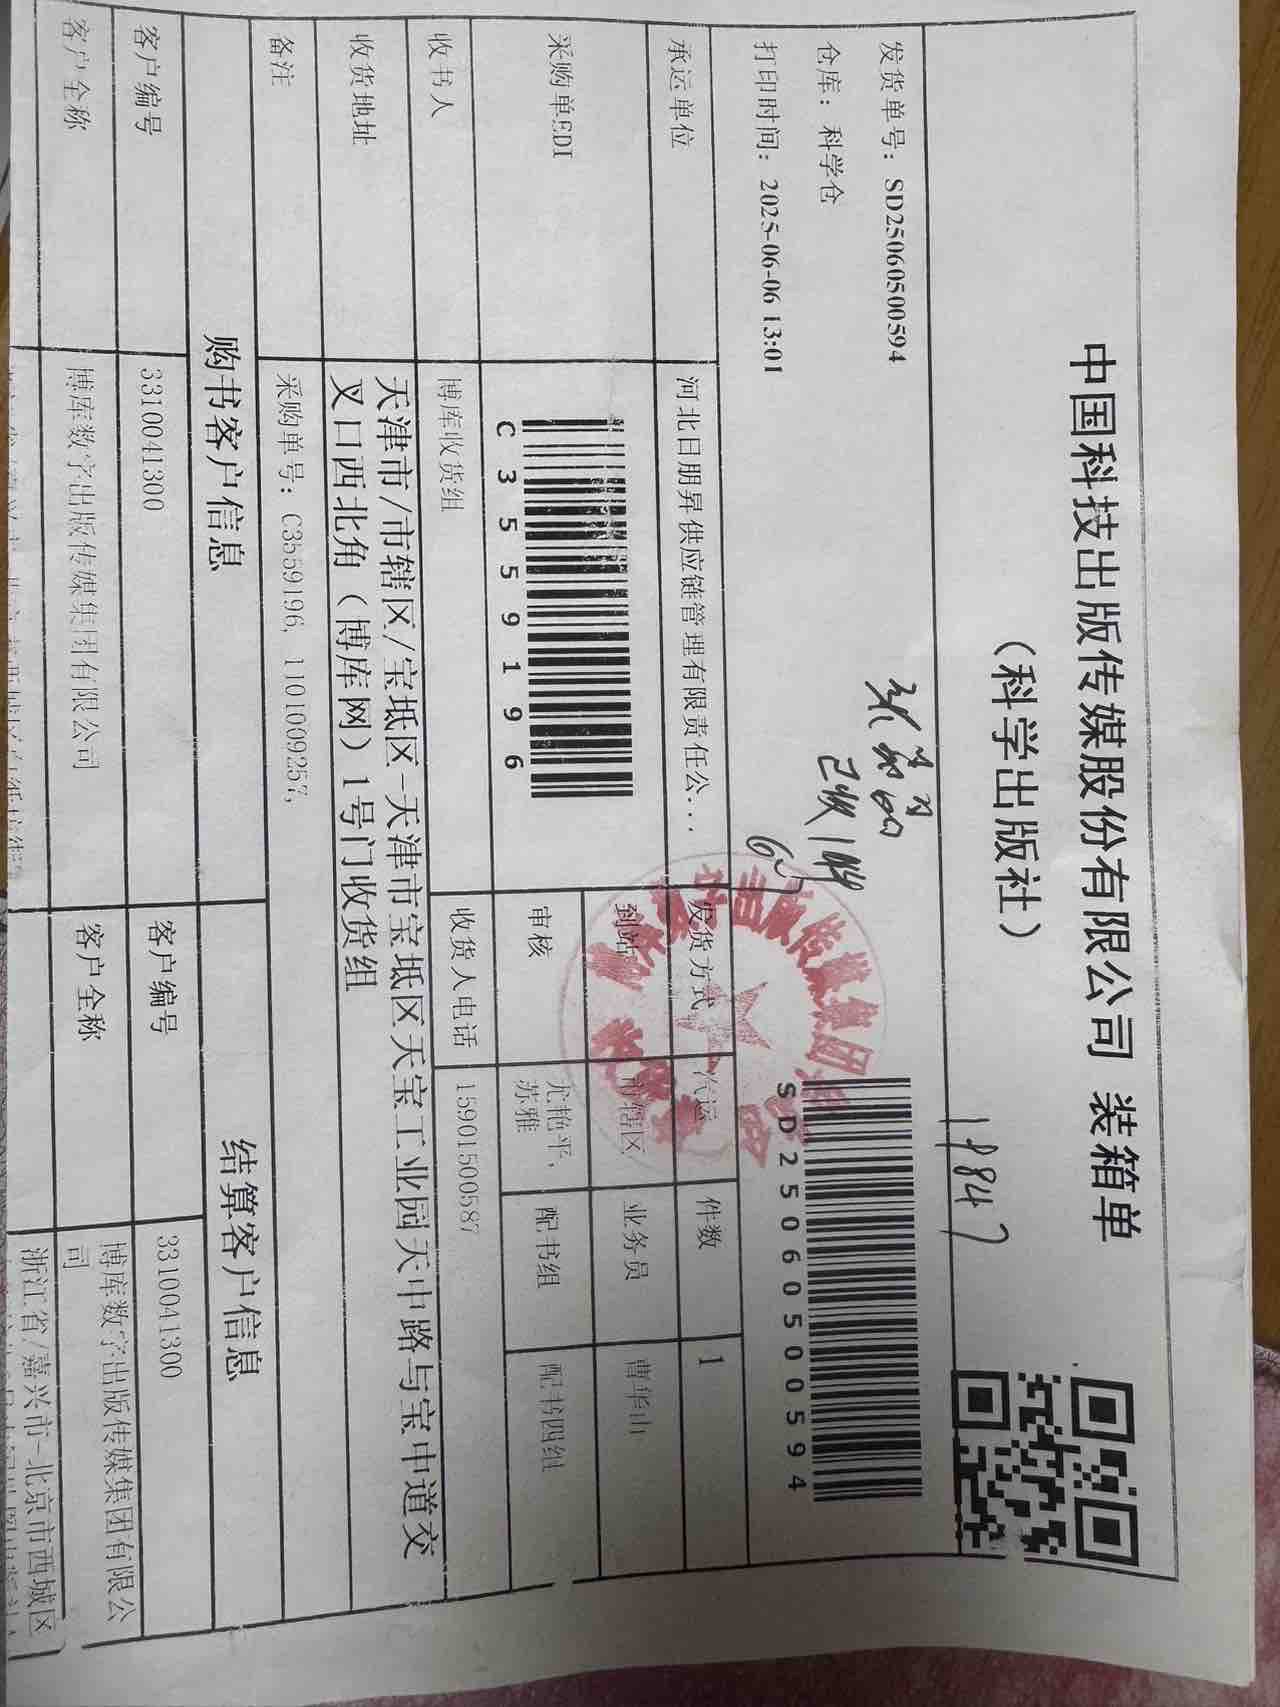 中国科技出版传媒股份有限公司 装箱单
（科学出版社）
1984
发货单号：SD25060500594
仓库：科学仓
打印时间：2025-06-06 13:01
已收1件
SD25060500594
承运单位 河北日朋昇供应链管理有限责任公... 发货方式 汽运 件数 1
采购单EDI C3559196 到站 市辖区 业务员 曹华山
审核 尤艳平, 苏雅 配书组 配书四组
收书人 博库收货组 收货人电话 15901500587
收货地址 天津市/市辖区/宝坻区-天津市宝坻区天宝工业园天中路与宝中道交
叉口西北角（博库网）1号门收货组
备注 采购单号：C3559196, 1101009257,
购书客户信息 结算客户信息
客户编号 3310041300 客户编号 3310041300
客户全称 博库数字出版传媒集团有限公司 客户全称 博库数字出版传媒集团有限公
司
浙江省/嘉兴市-北京市西城区